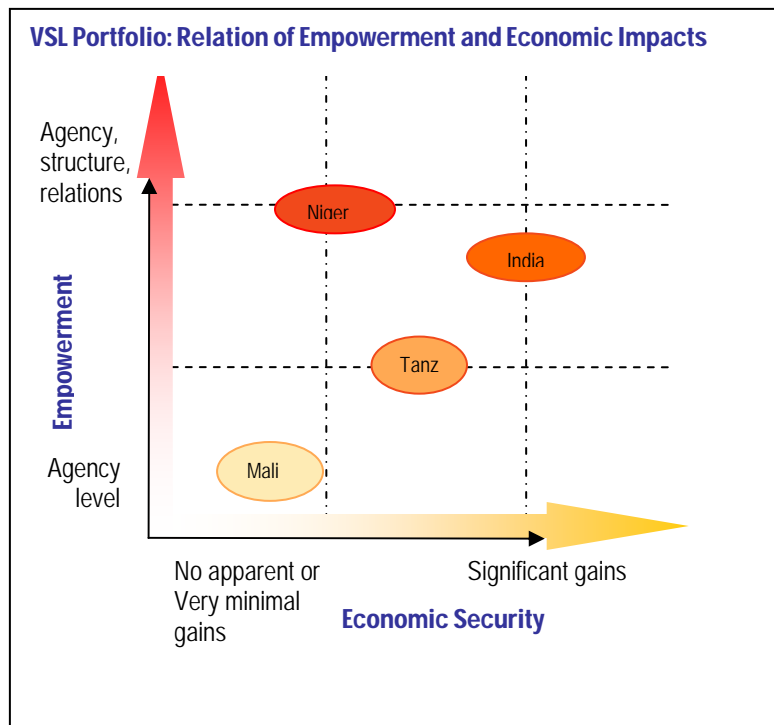 VSL Portfolio: Relation of Empowerment and Economic Impacts
Agency,
structure,
relations
Niger
India
Empowerment
Tanz
Agency
level
Mali
No apparent or
Very minimal
gains
Significant gains
Economic Security